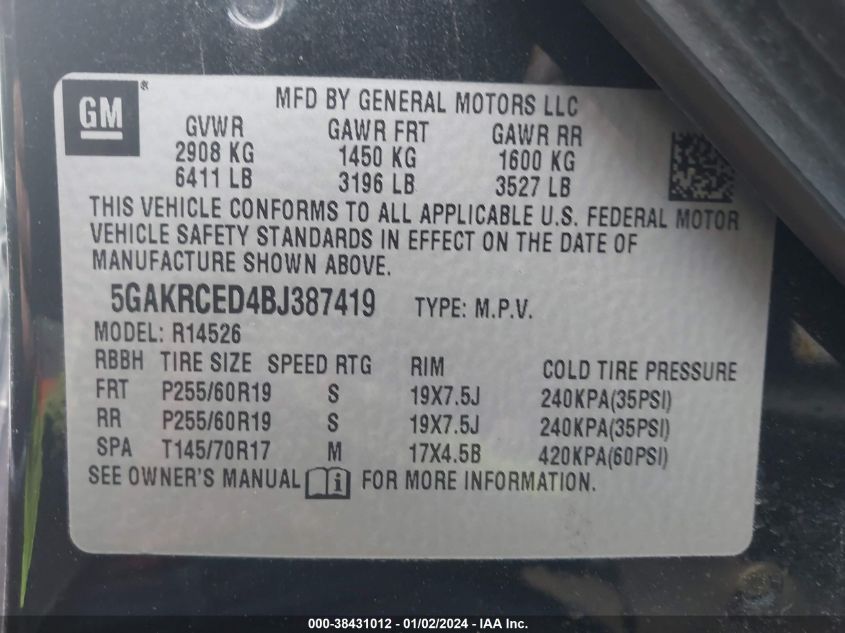 GM ®
MFD BY GENERAL MOTORS LLC
GVWR GAWR FRT GAWR RR
2908 KG 1450 KG 1600 KG
6411 LB 3196 LB 3527 LB
THIS VEHICLE CONFORMS TO ALL APPLICABLE U.S. FEDERAL MOTOR
VEHICLE SAFETY STANDARDS IN EFFECT ON THE DATE OF
MANUFACTURE SHOWN ABOVE.
5GAKRCED4BJ387419 TYPE: M.P.V.
MODEL: R14526
RBBH TIRE SIZE SPEED RTG RIM COLD TIRE PRESSURE
FRT P255/60R19 S 19X7.5J 240KPA(35PSI)
RR P255/60R19 S 19X7.5J 240KPA(35PSI)
SPA T145/70R17 M 17X4.5B 420KPA(60PSI)
SEE OWNER'S MANUAL i FOR MORE INFORMATION.
000-38431012 - 01/02/2024 - IAA Inc.